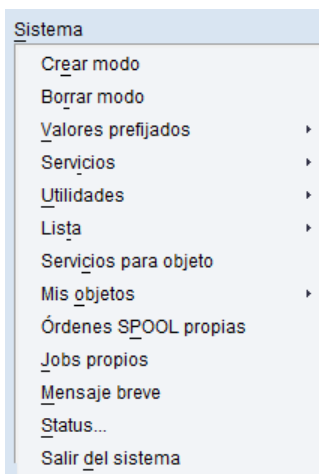 Sistema
Crear modo
Borrar modo
Valores prefijados
Servicios
Utilidades
Lista
Servicios para objeto
Mis objetos
Órdenes SPOOL propias
Jobs propios
Mensaje breve
Status...
Salir del sistema